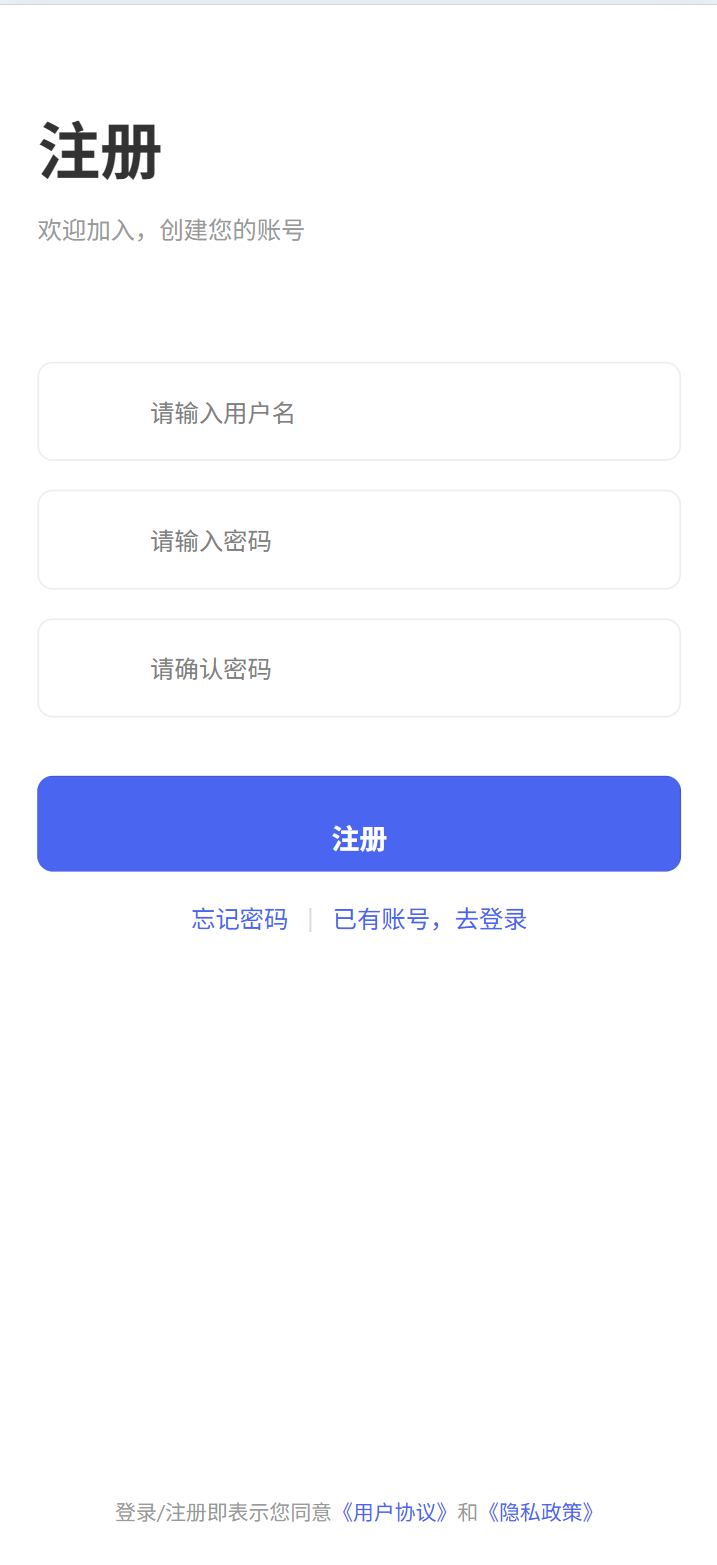 注册
欢迎加入，创建您的账号
请输入用户名
请输入密码
请确认密码
注册
忘记密码 | 已有账号，去登录
登录/注册即表示您同意《用户协议》和《隐私政策》